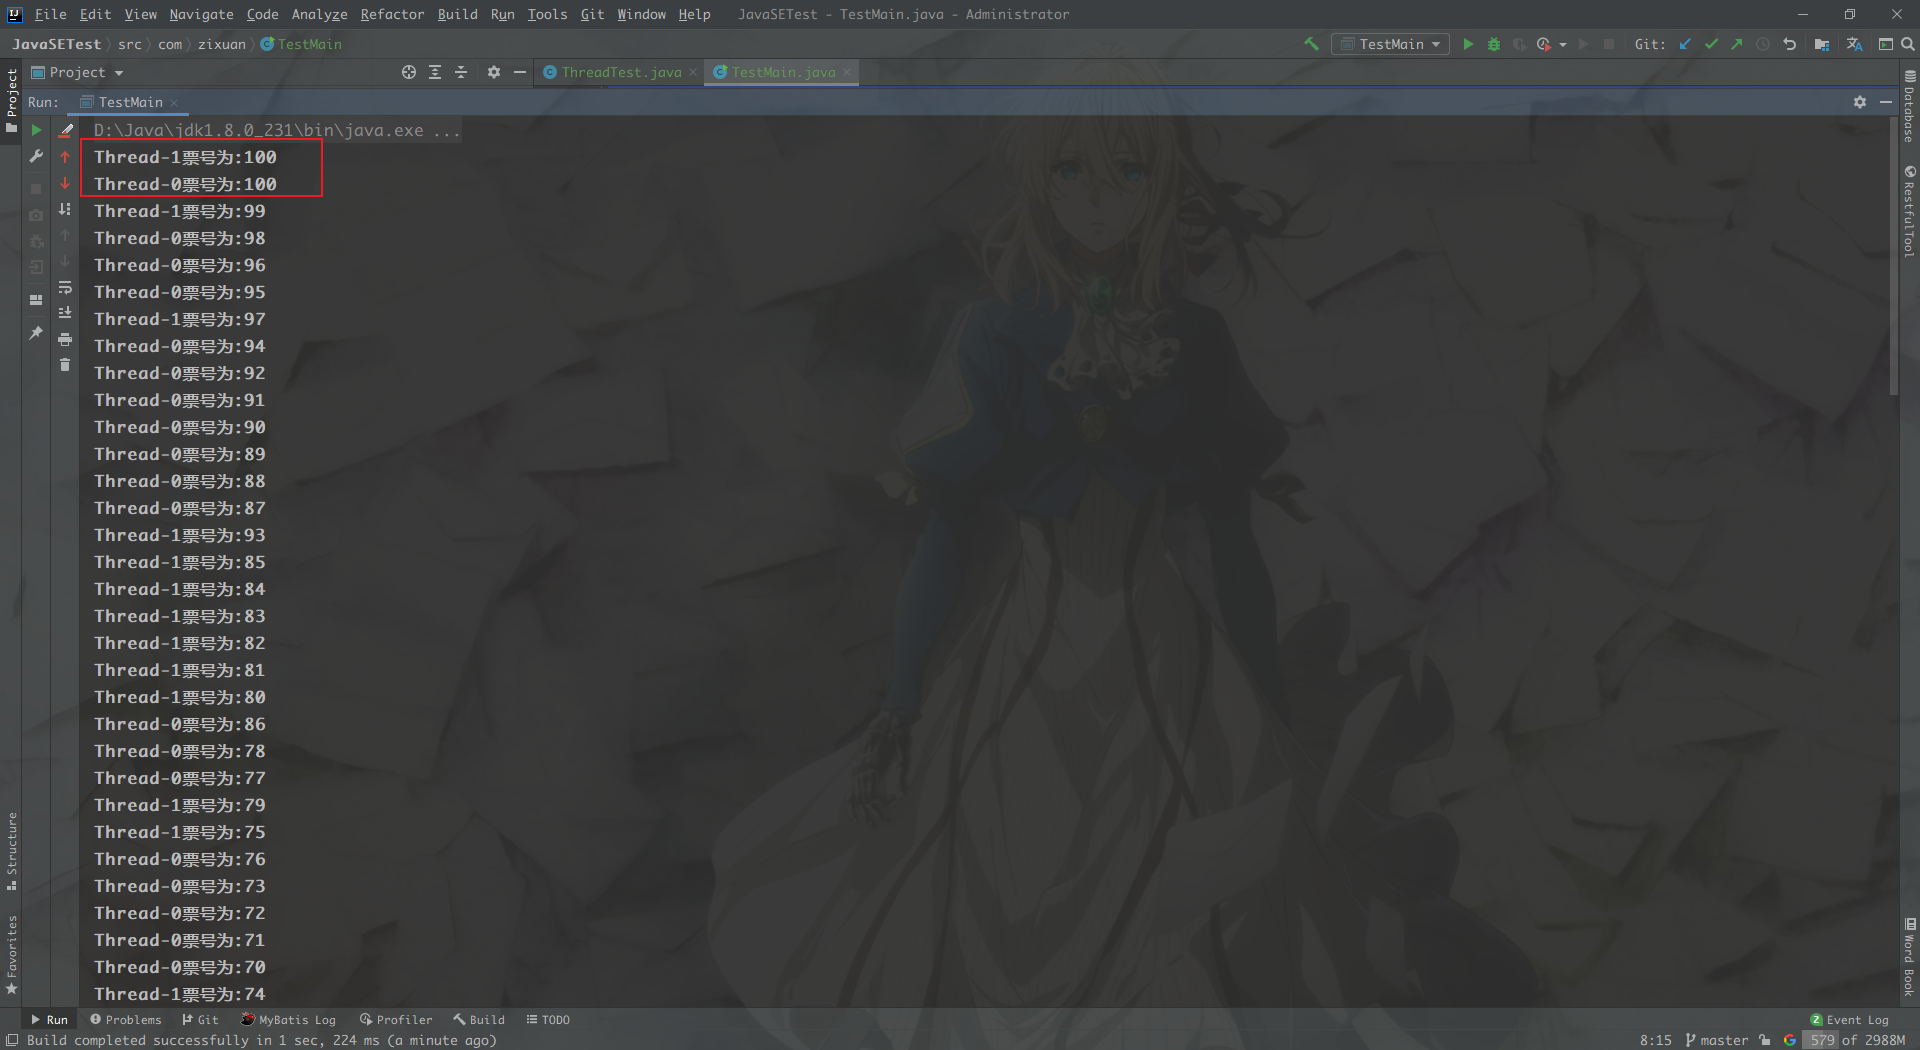 File Edit View Navigate Code Analyze Refactor Build Run Tools Git Window Help JavaSETest - TestMain.java - Administrator
JavaSETest src com zixuan TestMain TestMain Git:
Project ThreadTest.java TestMain.java
Run: TestMain
D:\Java\jdk1.8.0_231\bin\java.exe ...
Thread-1票号为:100
Thread-0票号为:100
Thread-1票号为:99
Thread-0票号为:98
Thread-0票号为:96
Thread-0票号为:95
Thread-1票号为:97
Thread-0票号为:94
Thread-0票号为:92
Thread-0票号为:91
Thread-0票号为:90
Thread-0票号为:89
Thread-0票号为:88
Thread-0票号为:87
Thread-1票号为:93
Thread-1票号为:85
Thread-1票号为:84
Thread-1票号为:83
Thread-1票号为:82
Thread-1票号为:81
Thread-1票号为:80
Thread-0票号为:86
Thread-0票号为:78
Thread-0票号为:77
Thread-1票号为:79
Thread-1票号为:75
Thread-0票号为:76
Thread-0票号为:73
Thread-0票号为:72
Thread-0票号为:71
Thread-0票号为:70
Thread-1票号为:74
Project
Structure
Favorites
Database
RestfulTool
Word Book
Run Problems Git MyBatis Log Profiler Build TODO 2 Event Log
Build completed successfully in 1 sec, 224 ms (a minute ago) 8:15 master 579 of 2988M